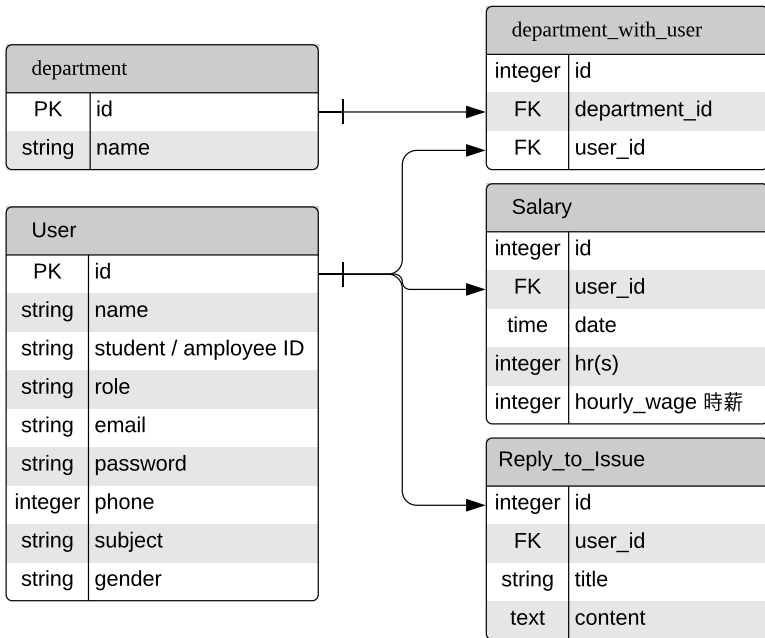 department
PK id
string name
User
PK id
string name
string student / amployee ID
string role
string email
string password
integer phone
string subject
string gender
department_with_user
integer id
FK department_id
FK user_id
Salary
integer id
FK user_id
time date
integer hr(s)
integer hourly_wage 時薪
Reply_to_Issue
integer id
FK user_id
string title
text content